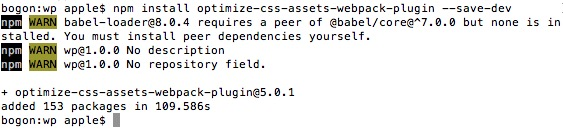 bogon:wp apple$ npm install optimize-css-assets-webpack-plugin --save-dev
npm WARN babel-loader@8.0.4 requires a peer of @babel/core@^7.0.0 but none is in
stalled. You must install peer dependencies yourself.
npm WARN wp@1.0.0 No description
npm WARN wp@1.0.0 No repository field.
+ optimize-css-assets-webpack-plugin@5.0.1
added 153 packages in 109.586s
bogon:wp apple$